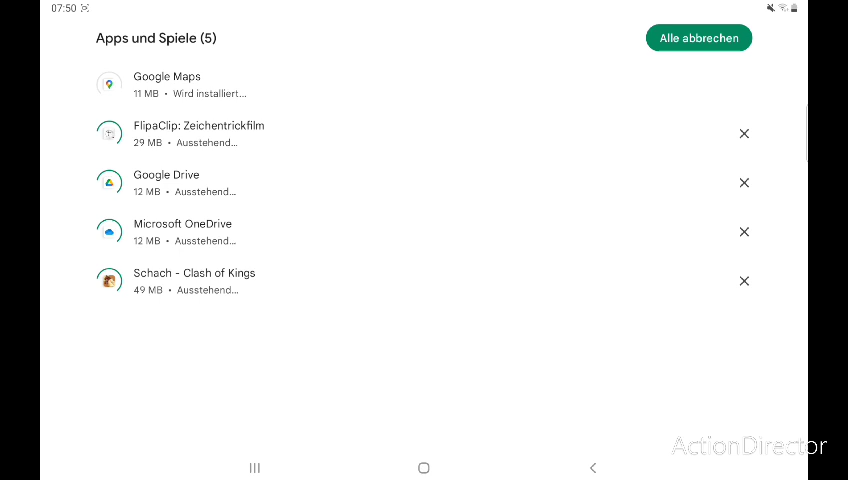 07:50
Apps und Spiele (5)
Alle abbrechen
Google Maps
11 MB • Wird installiert...
FlipaClip: Zeichentrickfilm
29 MB • Ausstehend...
Google Drive
12 MB • Ausstehend...
Microsoft OneDrive
12 MB • Ausstehend...
Schach - Clash of Kings
49 MB • Ausstehend...
ActionDirector